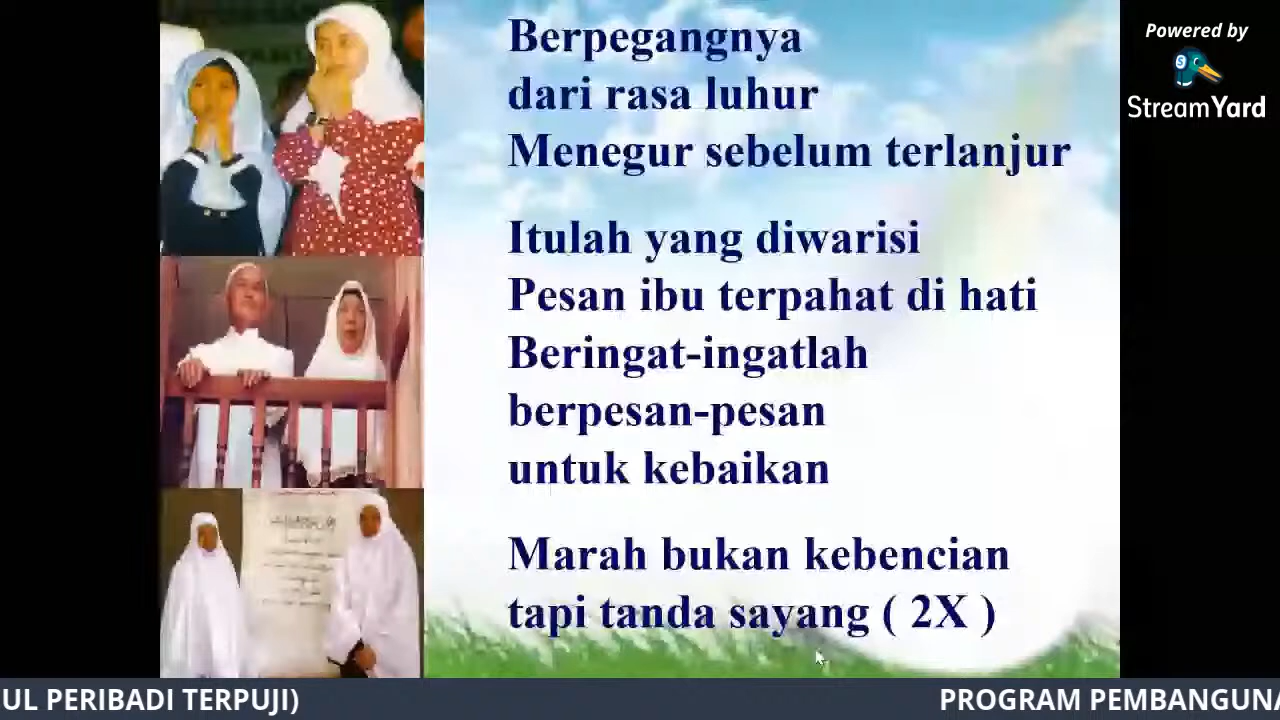 Berpegangnya
dari rasa luhur
Menegur sebelum terlanjur
Itulah yang diwarisi
Pesan ibu terpahat di hati
Beringat-ingatlah
berpesan-pesan
untuk kebaikan
Marah bukan kebencian
tapi tanda sayang ( 2X )
Powered by
StreamYard
UL PERIBADI TERPUJI)
PROGRAM PEMBANGUNA